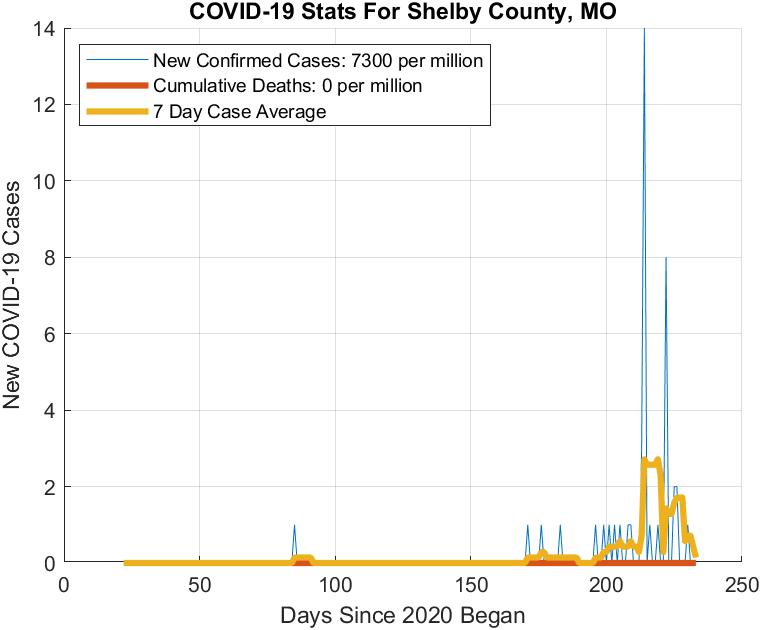 COVID-19 Stats For Shelby County, MO
New Confirmed Cases: 7300 per million
Cumulative Deaths: 0 per million
7 Day Case Average
New COVID-19 Cases
14
12
10
8
6
4
2
0
0 50 100 150 200 250
Days Since 2020 Began